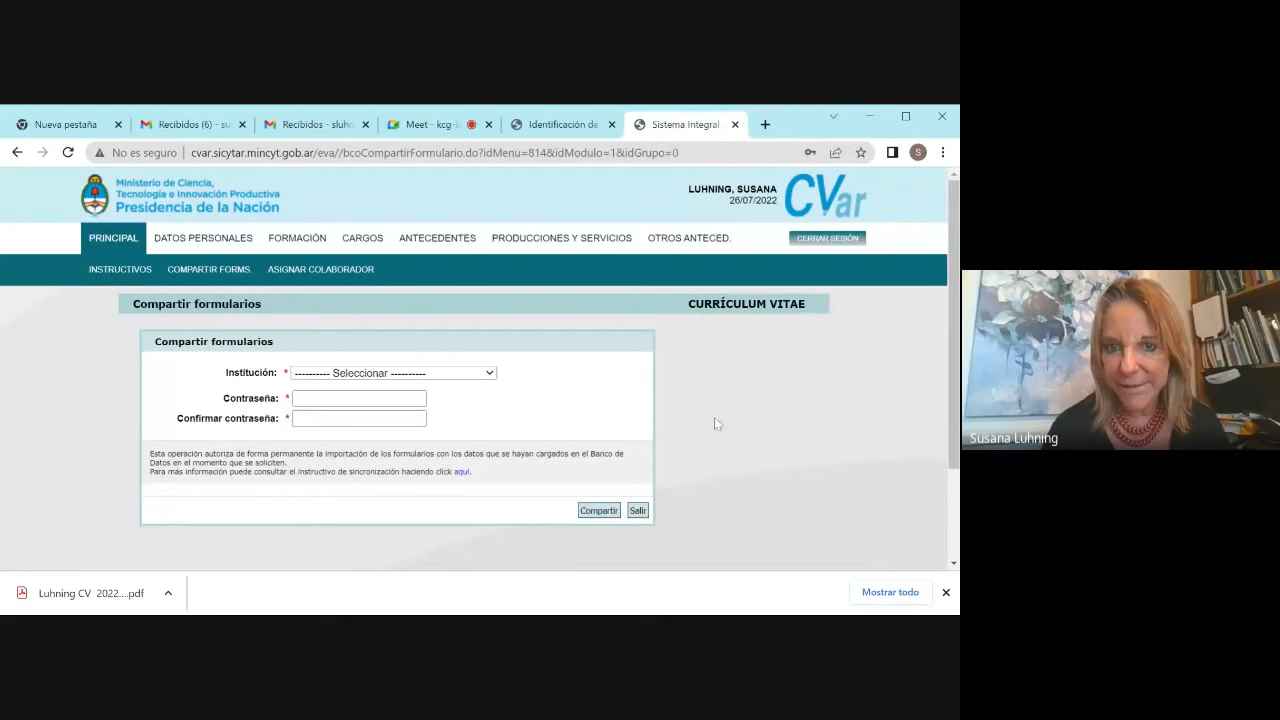 Nueva pestaña
Recibidos (6) - su
Recibidos - sluhn
Meet - kcg-i
Identificación de
Sistema Integral
No es seguro
cvar.sicytar.mincyt.gob.ar/eva//bcoCompartirFormulario.do?idMenu=814&idModulo=1&idGrupo=0
S
Ministerio de Ciencia,
Tecnología e Innovación Productiva
Presidencia de la Nación
LUHNING, SUSANA
26/07/2022
CVar
PRINCIPAL DATOS PERSONALES FORMACIÓN CARGOS ANTECEDENTES PRODUCCIONES Y SERVICIOS OTROS ANTECED.
CERRAR SESIÓN
INSTRUCTIVOS COMPARTIR FORMS. ASIGNAR COLABORADOR
Compartir formularios CURRÍCULUM VITAE
Compartir formularios
Institución: * ---------- Seleccionar ----------
Contraseña: *
Confirmar contraseña: *
Esta operación autoriza de forma permanente la importación de los formularios con los datos que se hayan cargados en el Banco de
Datos en el momento que se soliciten.
Para más información puede consultar el instructivo de sincronización haciendo click aquí.
Compartir Salir
Susana Luhning
Luhning CV 2022....pdf
Mostrar todo